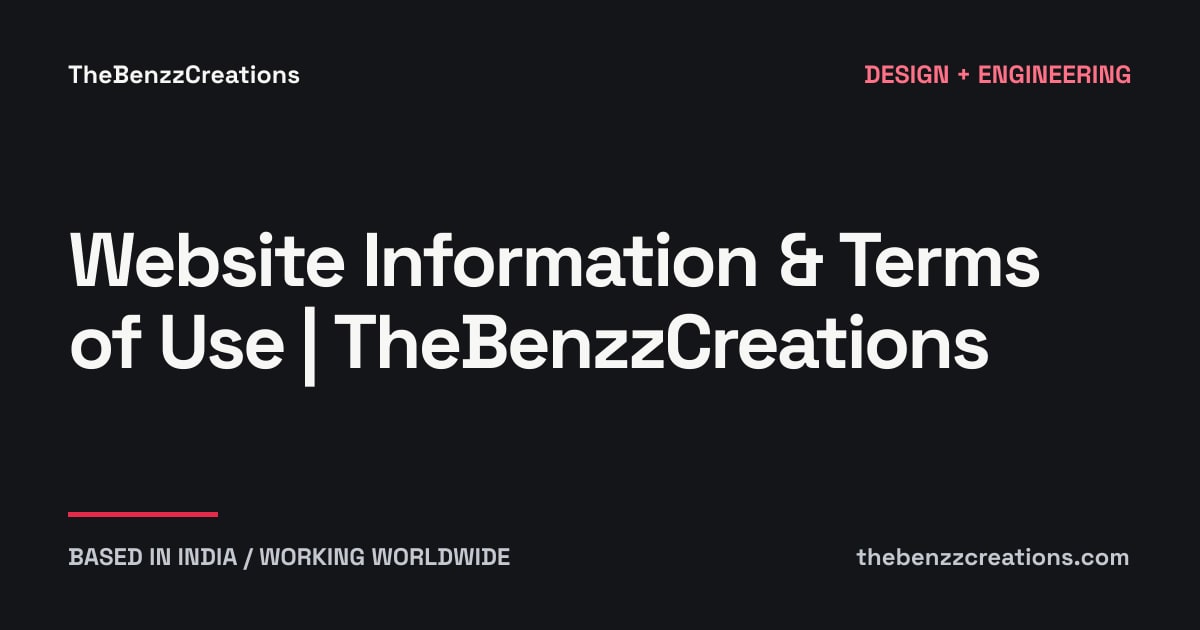 TheBenzzCreations
DESIGN + ENGINEERING
Website Information & Terms
of Use | TheBenzzCreations
BASED IN INDIA / WORKING WORLDWIDE
thebenzzcreations.com